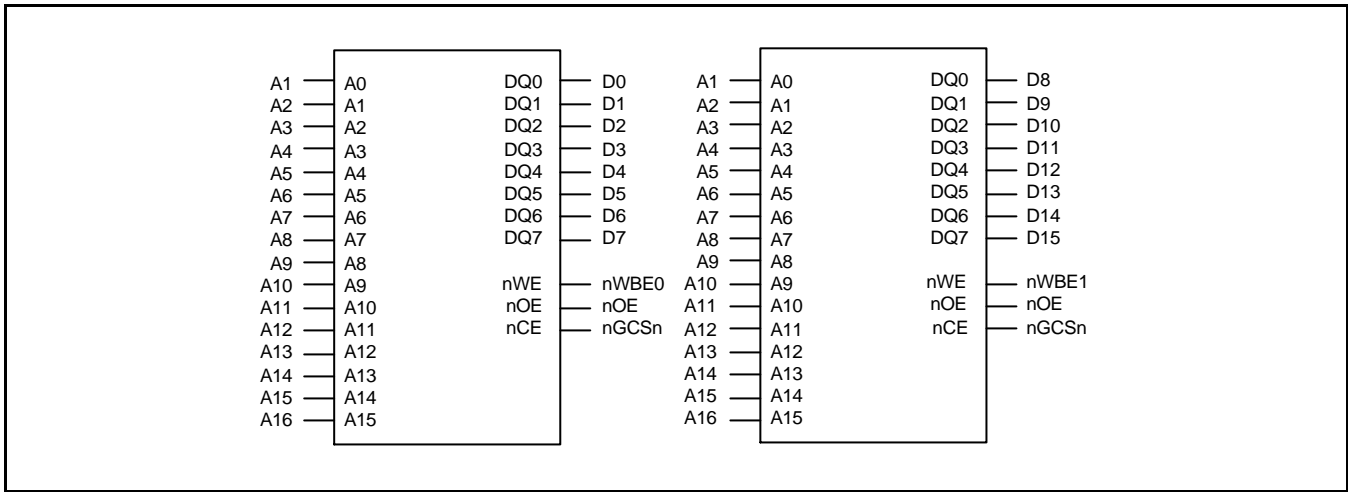 A1 A0 DQ0 D0 A1 A0 DQ0 D8
A2 A1 DQ1 D1 A2 A1 DQ1 D9
A3 A2 DQ2 D2 A3 A2 DQ2 D10
A4 A3 DQ3 D3 A4 A3 DQ3 D11
A5 A4 DQ4 D4 A5 A4 DQ4 D12
A6 A5 DQ5 D5 A6 A5 DQ5 D13
A7 A6 DQ6 D6 A7 A6 DQ6 D14
A8 A7 DQ7 D7 A8 A7 DQ7 D15
A9 A8 A9 A8
A10 A9 nWE nWBE0 A10 A9 nWE nWBE1
A11 A10 nOE nOE A11 A10 nOE nOE
A12 A11 nCE nGCSn A12 A11 nCE nGCSn
A13 A12 A13 A12
A14 A13 A14 A13
A15 A14 A15 A14
A16 A15 A16 A15